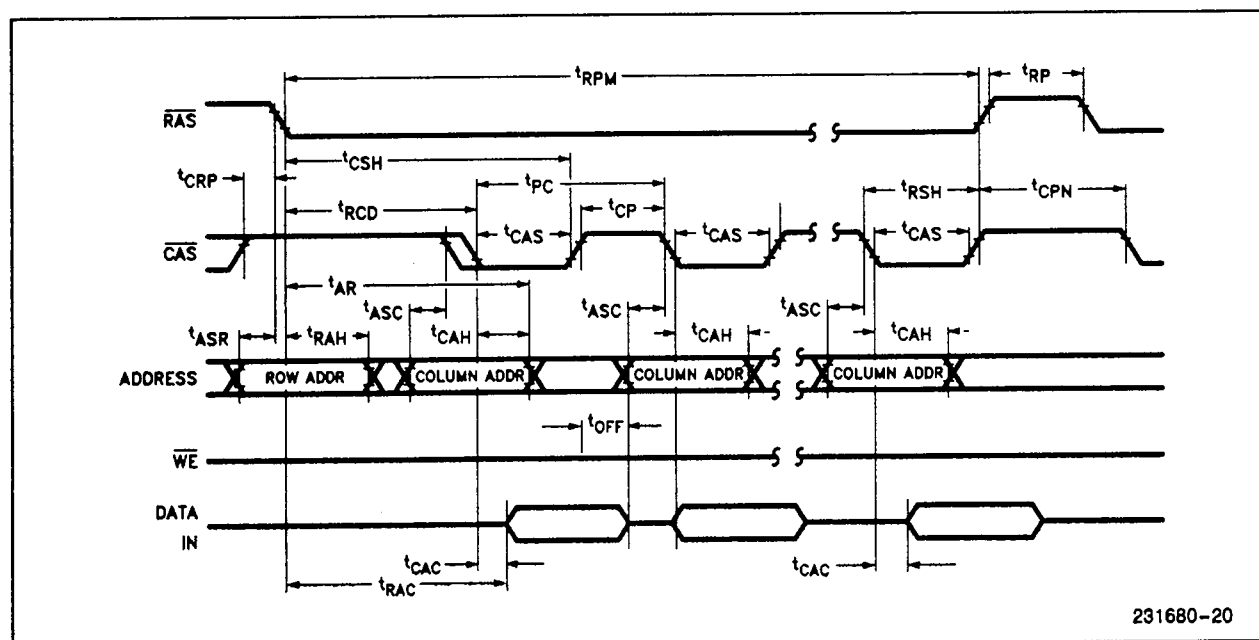 tRPM tRP
RAS
tCSH
tCRP tPC tRSH tCPN
tRCD tCP
tCAS tCAS tCAS
CAS
tAR
tASC tASC tASC
tASR tRAH tCAH tCAH tCAH
ADDRESS ROW ADDR COLUMN ADDR COLUMN ADDR COLUMN ADDR
tOFF
WE
DATA
IN
tCAC tCAC
tRAC
231680-20